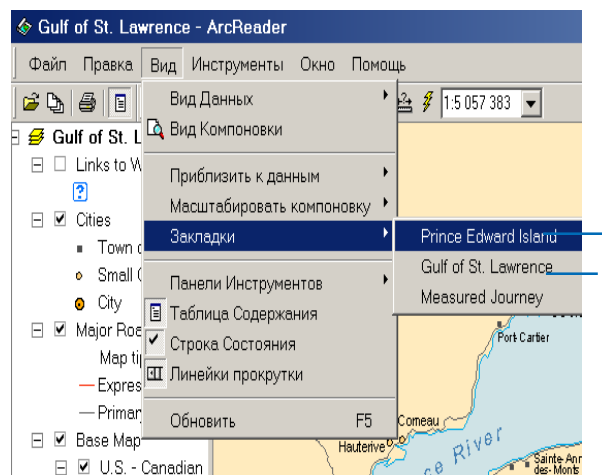 Gulf of St. Lawrence - ArcReader
Файл Правка Вид Инструменты Окно Помощь
1:5 057 383
Вид Данных
Вид Компоновки
Приблизить к данным
Масштабировать компоновку
Закладки
Панели Инструментов
Таблица Содержания
Строка Состояния
Линейки прокрутки
Обновить F5
Prince Edward Island
Gulf of St. Lawrence
Measured Journey
Gulf of St. L
Links to W
?
Cities
Town
Small
City
Major Roa
Map ti
Expres
Primar
Base Map
U.S. - Canadian
Port Cartier
Comeau
Hauterive
River
Sainte-Ann
des-Monts